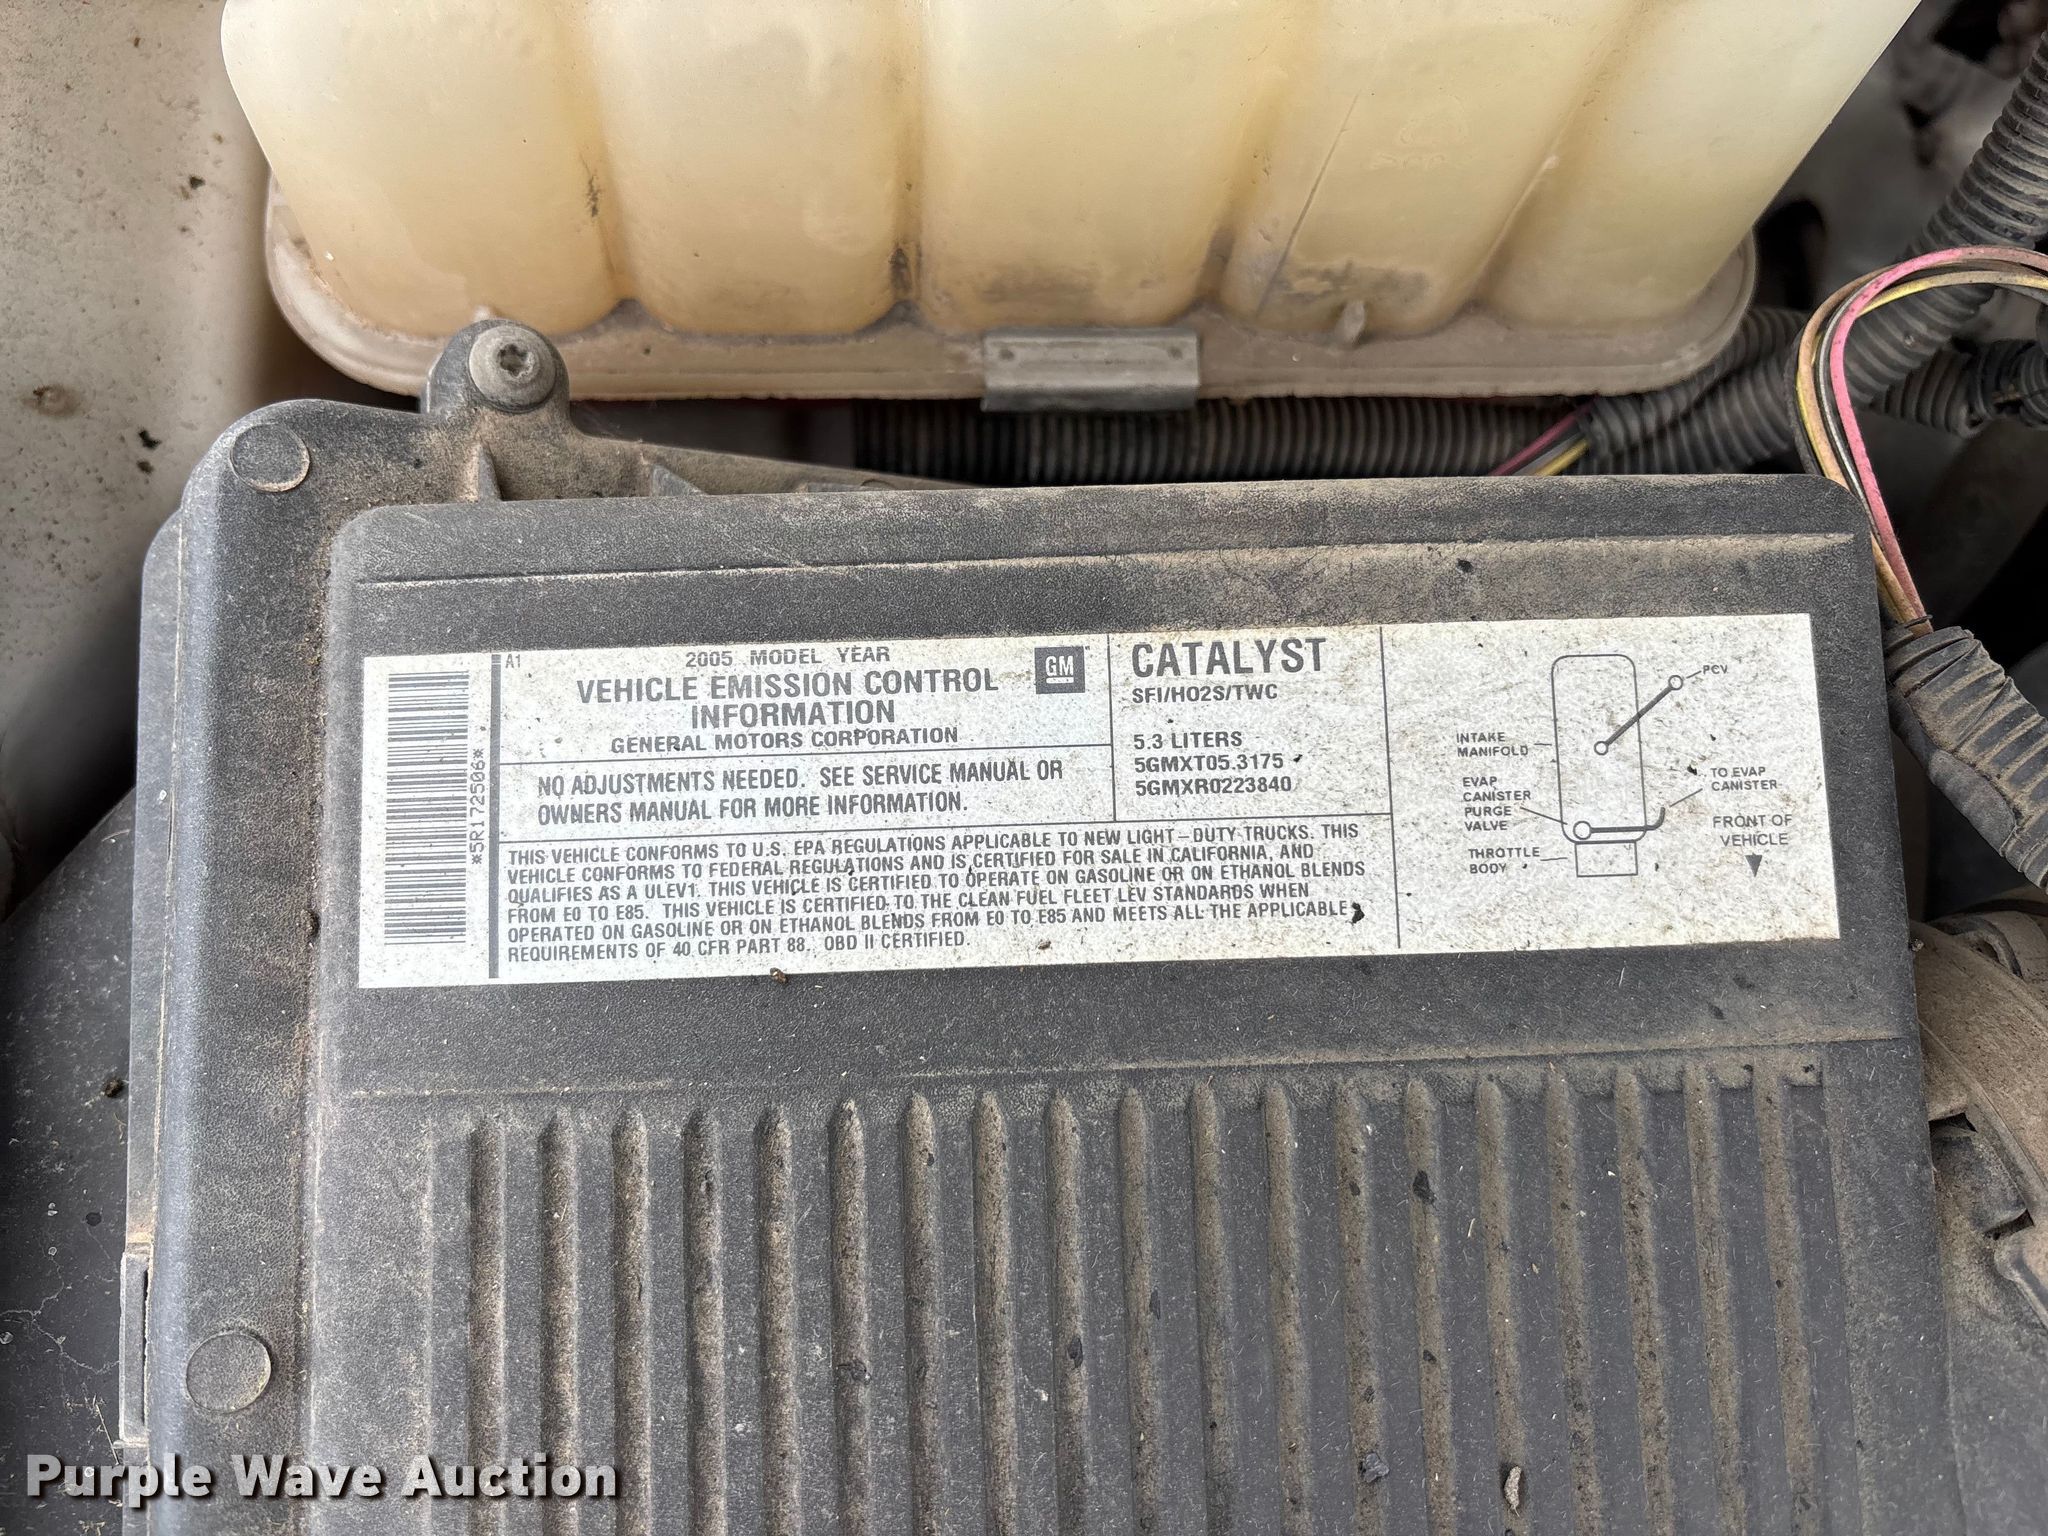 *5R172506*
A1
2005 MODEL YEAR
VEHICLE EMISSION CONTROL
INFORMATION
GENERAL MOTORS CORPORATION
GM
NO ADJUSTMENTS NEEDED. SEE SERVICE MANUAL OR
OWNERS MANUAL FOR MORE INFORMATION.
CATALYST
SFI/HO2S/TWC
5.3 LITERS
5GMXT05.3175
5GMXR0223840
THIS VEHICLE CONFORMS TO U.S. EPA REGULATIONS APPLICABLE TO NEW LIGHT-DUTY TRUCKS. THIS
VEHICLE CONFORMS TO FEDERAL REGULATIONS AND IS CERTIFIED FOR SALE IN CALIFORNIA, AND
QUALIFIES AS A ULEV1. THIS VEHICLE IS CERTIFIED TO OPERATE ON GASOLINE OR ON ETHANOL BLENDS
FROM E0 TO E85. THIS VEHICLE IS CERTIFIED TO THE CLEAN FUEL FLEET LEV STANDARDS WHEN
OPERATED ON GASOLINE OR ON ETHANOL BLENDS FROM E0 TO E85 AND MEETS ALL THE APPLICABLE
REQUIREMENTS OF 40 CFR PART 88. OBD II CERTIFIED.
PCV
INTAKE
MANIFOLD
EVAP
CANISTER
PURGE
VALVE
THROTTLE
BODY
TO EVAP
CANISTER
FRONT OF
VEHICLE
Purple Wave Auction